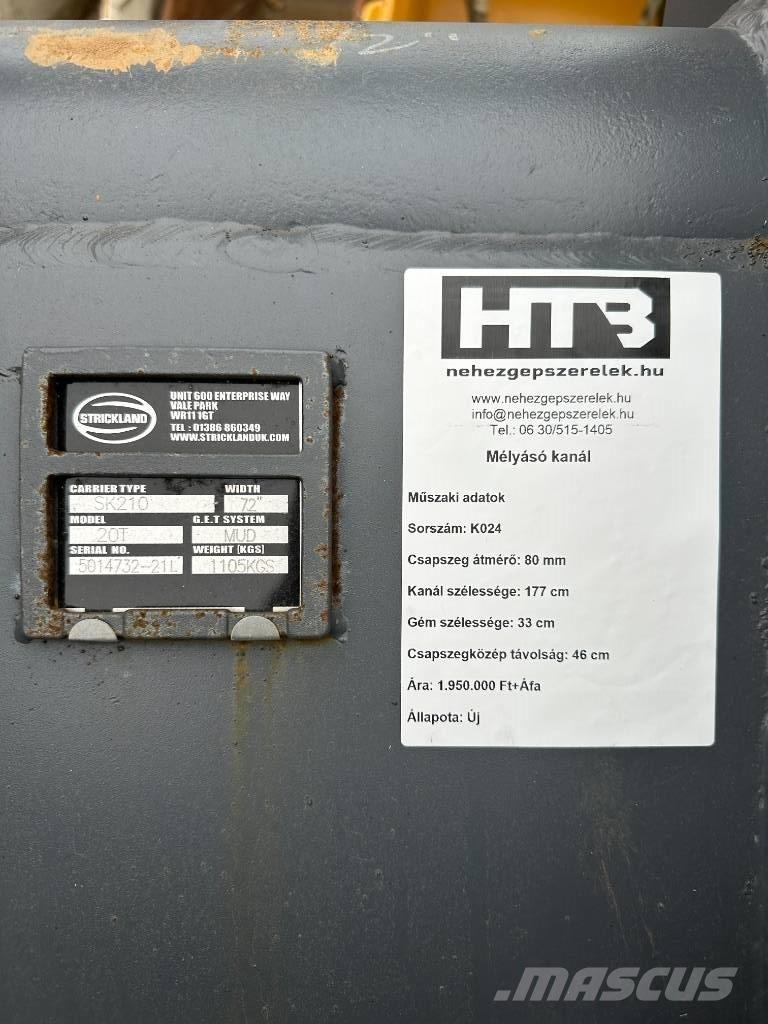 STRICKLAND
UNIT 600 ENTERPRISE WAY
VALE PARK
WR11 1GT
TEL : 01386 860349
WWW.STRICKLANDUK.COM
CARRIER TYPE WIDTH
SK210 72"
MODEL G.E.T SYSTEM
20T MUD
SERIAL NO. WEIGHT (KGS)
5014732-21L 1105KGS
HTB
nehezgepszerelek.hu
www.nehezgepszerelek.hu
info@nehezgepszerelek.hu
Tel.: 06 30/515-1405
Mélyásó kanál
Műszaki adatok
Sorszám: K024
Csapszeg átmérő: 80 mm
Kanál szélessége: 177 cm
Gém szélessége: 33 cm
Csapszegközép távolság: 46 cm
Ára: 1.950.000 Ft+Áfa
Állapota: Új
MASCUS